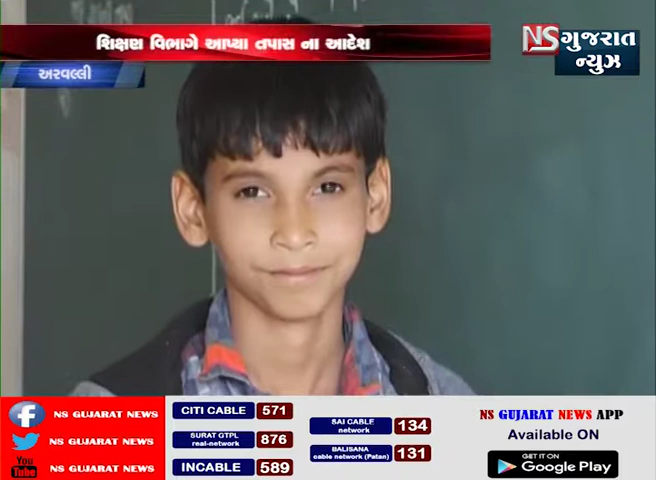 શિક્ષણ વિભાગે આપ્યા તપાસ ના આદેશ
NS ગુજરાત
ન્યુઝ
અરવલ્લી
NS GUJARAT NEWS
NS GUJARAT NEWS
You
Tube
NS GUJARAT NEWS
CITI CABLE 571
SURAT GTPL
real-network 876
INCABLE 589
SAI CABLE
network 134
BALISANA
cable network (Patan) 131
NS GUJARAT NEWS APP
Available ON
GET IT ON
Google Play